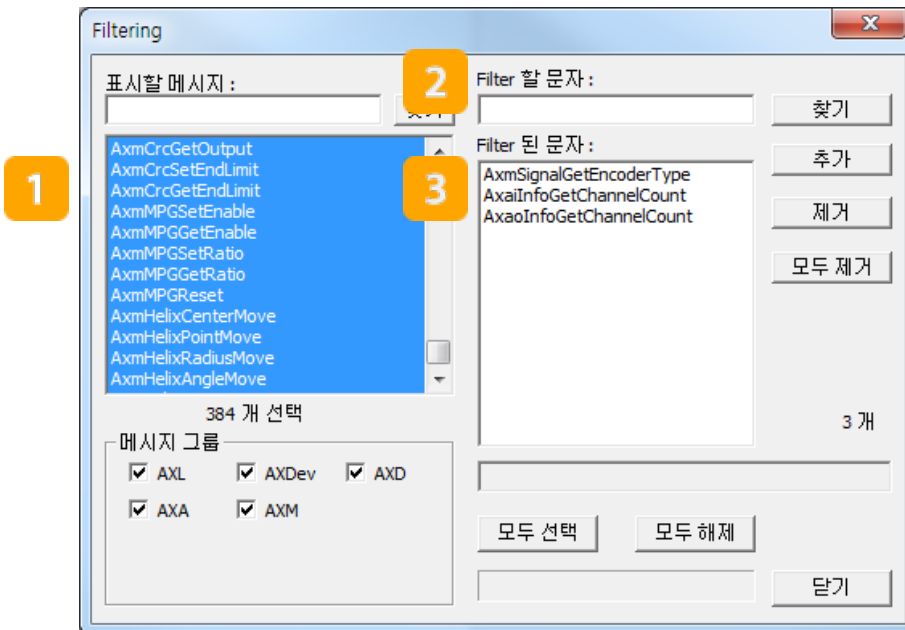 Filtering
x
표시할 메시지 :
1
AxmCrcGetOutput
AxmCrcSetEndLimit
AxmCrcGetEndLimit
AxmMPGSetEnable
AxmMPGGetEnable
AxmMPGSetRatio
AxmMPGGetRatio
AxmMPGReset
AxmHelixCenterMove
AxmHelixPointMove
AxmHelixRadiusMove
AxmHelixAngleMove
384 개 선택
메시지 그룹
AXL AXDev AXD
AXA AXM
2
Filter 할 문자 :
찾기
3
Filter 된 문자 :
AxmSignalGetEncoderType
AxaiInfoGetChannelCount
AxaoInfoGetChannelCount
추가
제거
모두 제거
3 개
모두 선택 모두 해제
닫기